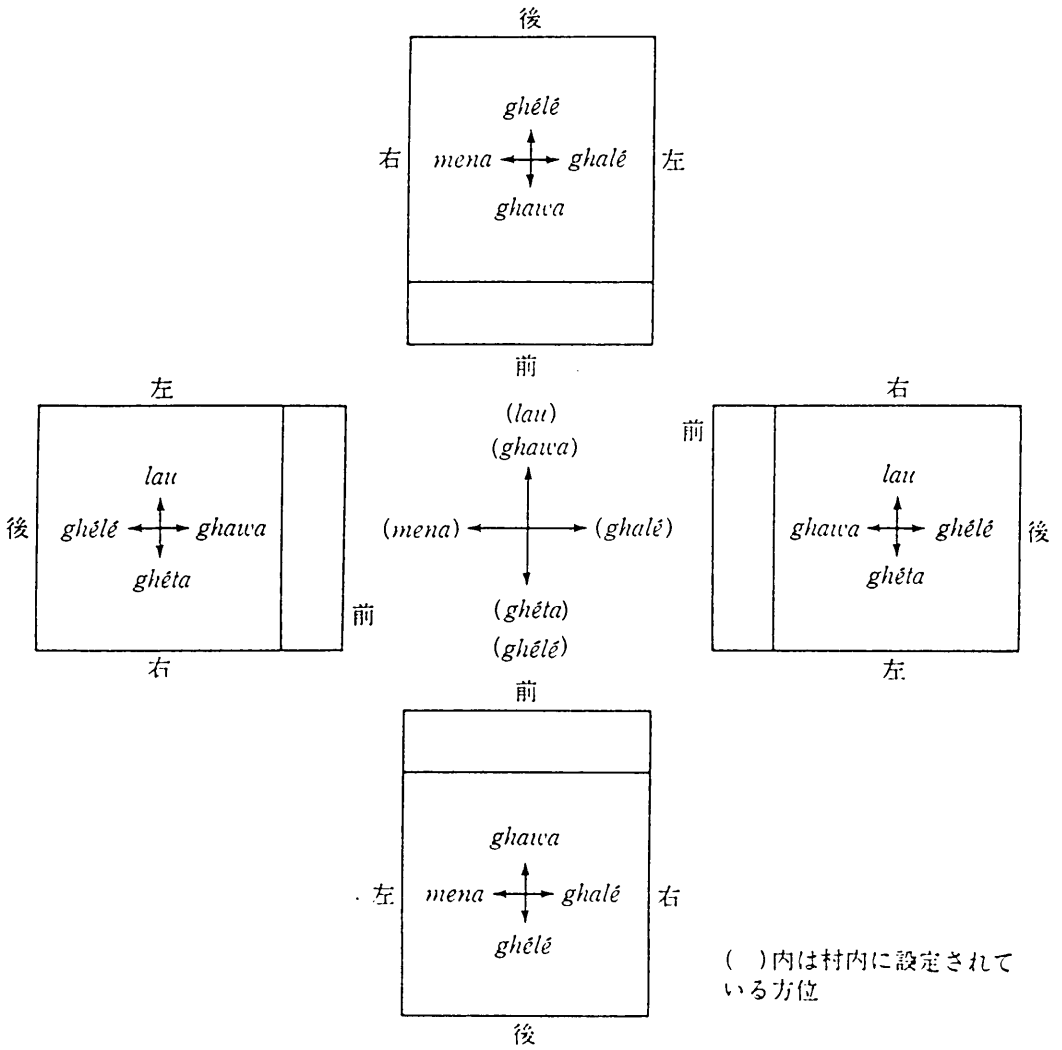 後
ghélé
右 mena ghalé 左
ghawa
前
左
lau
後 ghélé ghawa
ghéta
前
右
(lau)
(ghawa)
(mena) (ghalé)
(ghéta)
(ghélé)
右
前
lau
ghawa ghélé 後
ghéta
左
前
ghawa
左 mena ghalé 右
ghélé
後
( )内は村内に設定されて
いる方位